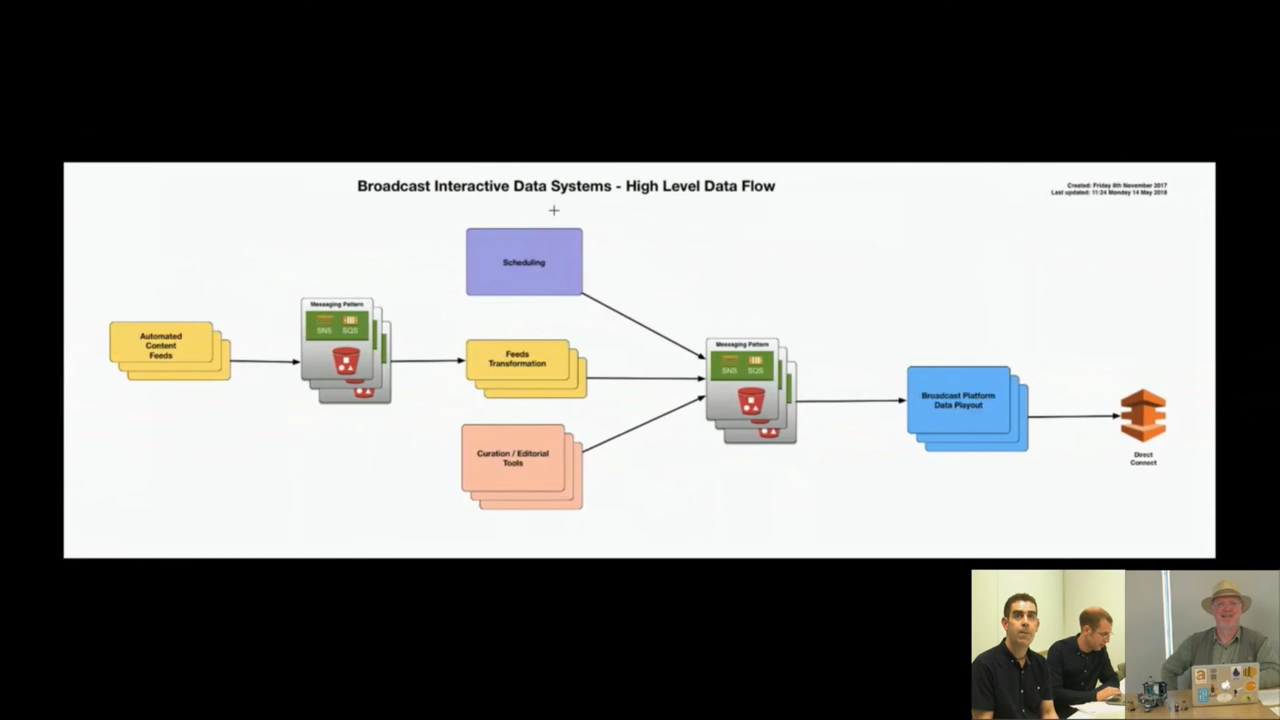 Broadcast Interactive Data Systems - High Level Data Flow
Created: Friday 8th November 2017
Last updated: 11:24 Monday 14 May 2018
Scheduling
Messaging Pattern
SNS SQS
Automated
Content
Feeds
Feeds
Transformation
Messaging Pattern
SNS SQS
Broadcast Platform
Data Playout
Curation / Editorial
Tools
Direct
Connect